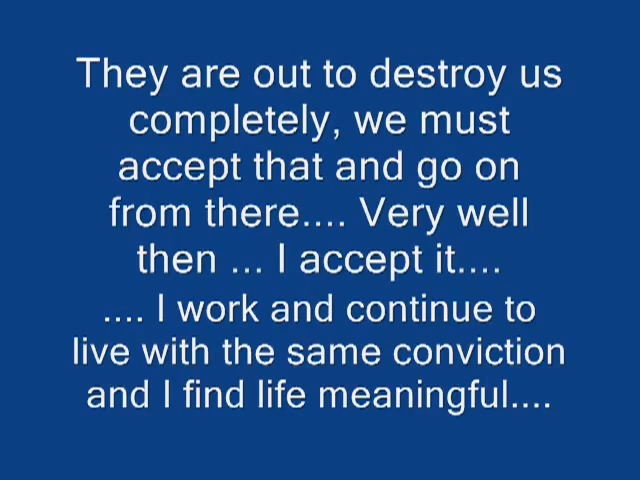 They are out to destroy us
completely, we must
accept that and go on
from there.... Very well
then ... I accept it....
.... I work and continue to
live with the same conviction
and I find life meaningful....